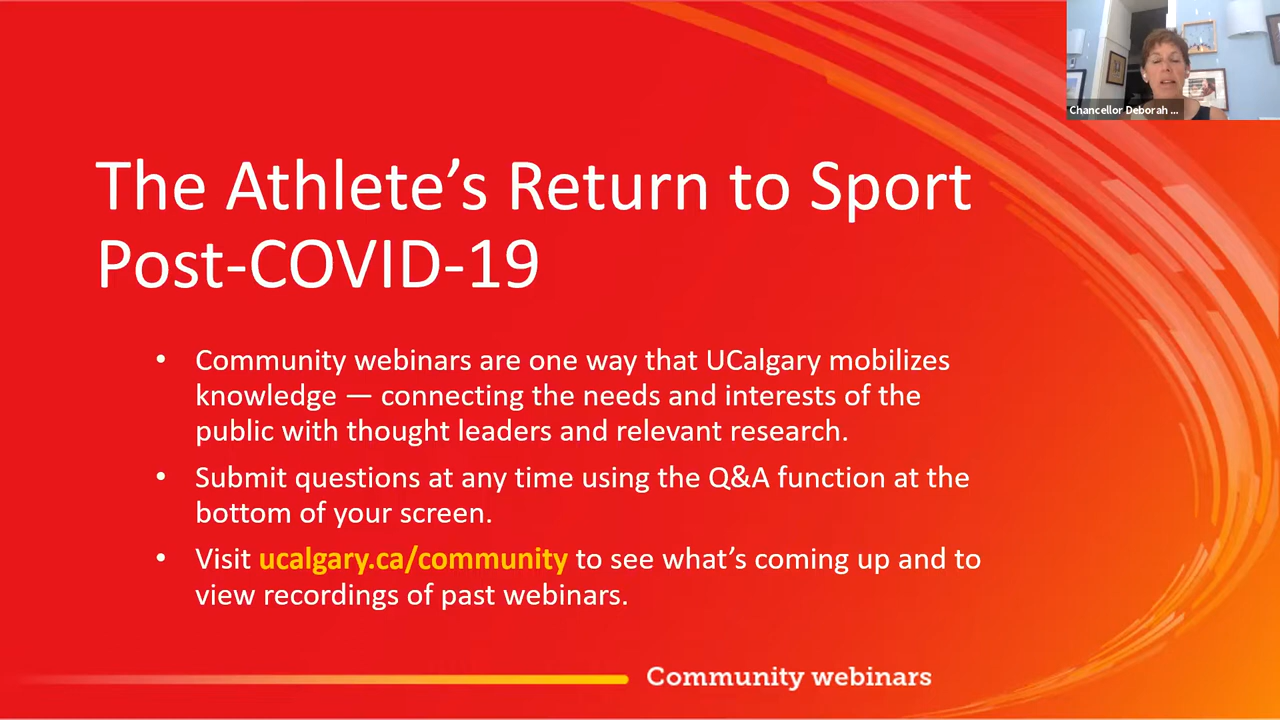 Chancellor Deborah ...
The Athlete’s Return to Sport
Post-COVID-19
• Community webinars are one way that UCalgary mobilizes
knowledge — connecting the needs and interests of the
public with thought leaders and relevant research.
• Submit questions at any time using the Q&A function at the
bottom of your screen.
• Visit ucalgary.ca/community to see what’s coming up and to
view recordings of past webinars.
Community webinars